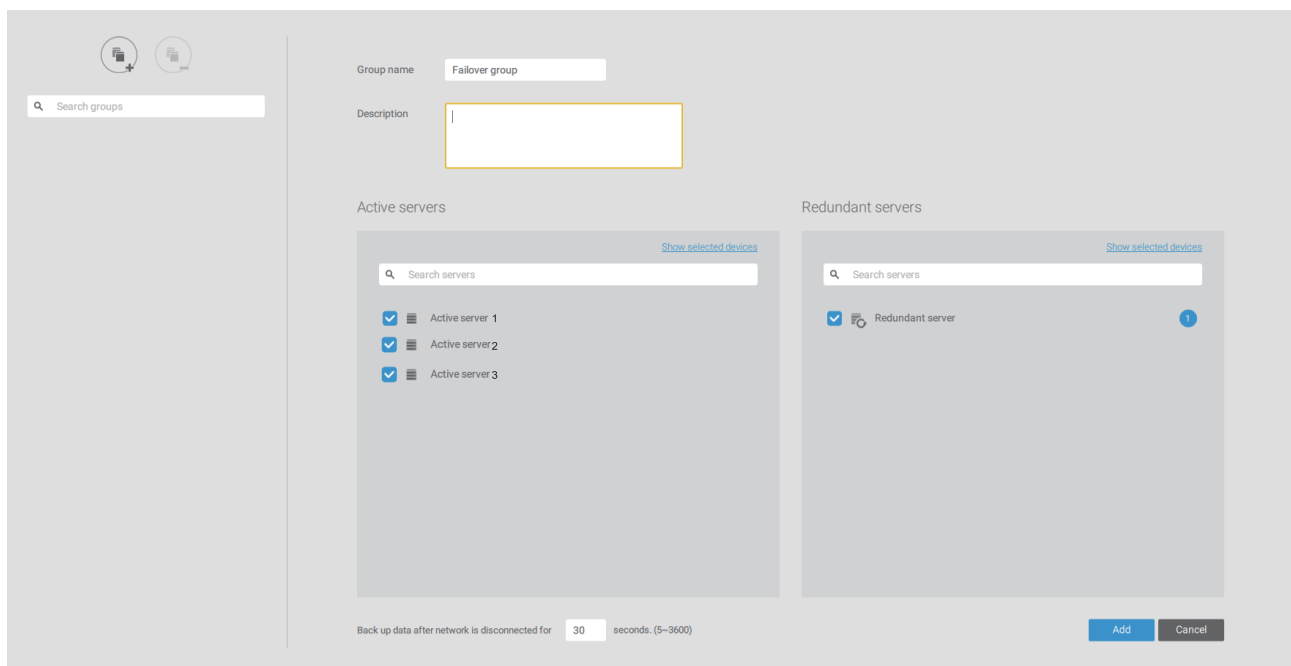 Search groups
Group name Failover group
Description
Active servers
Show selected devices
Search servers
Active server 1
Active server 2
Active server 3
Redundant servers
Show selected devices
Search servers
Redundant server 1
Back up data after network is disconnected for 30 seconds. (5~3600)
Add Cancel